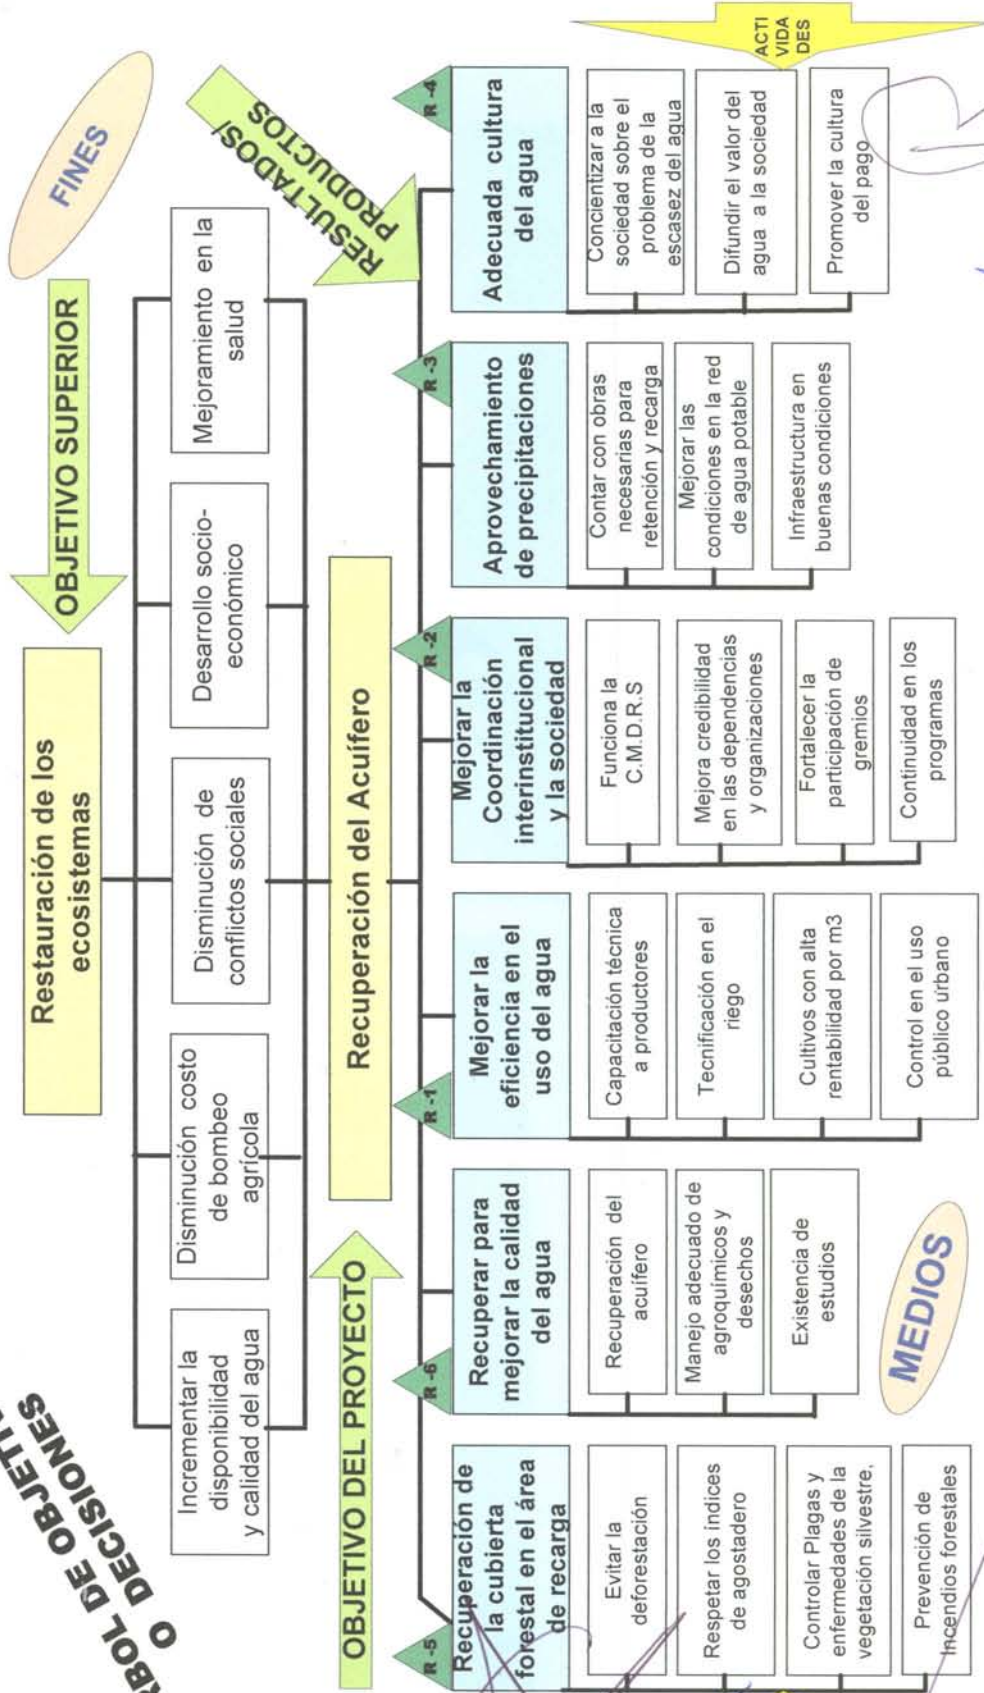 O DECISIONES
FINES
OBJETIVO SUPERIOR
Restauración de los
ecosistemas
Incrementar la
disponibilidad
y calidad del agua
Disminución costo
de bombeo
agrícola
Disminución de
conflictos sociales
Desarrollo socio-
económico
Mejoramiento en la
salud
OBJETIVO DEL PROYECTO
Recuperación del Acuífero
RESULTADOS/
PRODUCTOS
R -5
Recuperación de
la cubierta
forestal en el área
de recarga
Evitar la
deforestación
Respetar los indices
de agostadero
Controlar Plagas y
enfermedades de la
vegetación silvestre.
Prevención de
Incendios forestales
R -6
Recuperar para
mejorar la calidad
del agua
Recuperación del
acuífero
Manejo adecuado de
agroquímicos y
desechos
Existencia de
estudios
R -1
Mejorar la
eficiencia en el
uso del agua
Capacitación técnica
a productores
Tecnificación en el
riego
Cultivos con alta
rentabilidad por m3
Control en el uso
público urbano
R -2
Mejorar la
Coordinación
interinstitucional
y la sociedad
Funciona la
C.M.D.R.S
Mejora credibilidad
en las dependencias
y organizaciones
Fortalecer la
participación de
gremios
Continuidad en los
programas
R -3
Aprovechamiento
de precipitaciones
Contar con obras
necesarias para
retención y recarga
Mejorar las
condiciones en la red
de agua potable
Infraestructura en
buenas condiciones
R -4
Adecuada cultura
del agua
Concientizar a la
sociedad sobre el
problema de la
escasez del agua
Difundir el valor del
agua a la sociedad
Promover la cultura
del pago
ACTI
VIDA
DES
MEDIOS